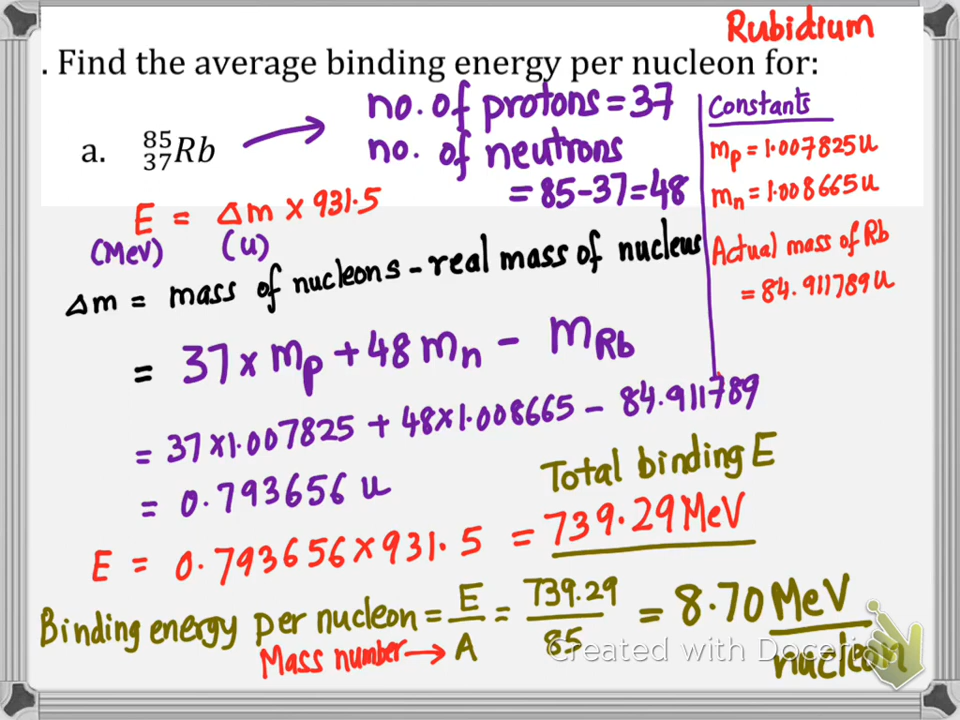 Rubidium
. Find the average binding energy per nucleon for:
a. ⁸⁵₃₇Rb
no. of protons = 37
no. of neutrons
= 85-37 = 48
Constants
mₚ = 1.007825 u
mₙ = 1.008665 u
Actual mass of Rb
= 84.911789 u
E = Δm × 931.5
(MeV) (u)
Δm = mass of nucleons - real mass of nucleus
= 37 × mₚ + 48 mₙ - m_Rb
= 37×1.007825 + 48×1.008665 - 84.911789
= 0.793656 u
Total binding E
E = 0.793656 × 931.5 = 739.29 MeV
Binding energy per nucleon = E/A = 739.29/85 = 8.70 MeV/nucleon
Mass number → A
Created with Doceri